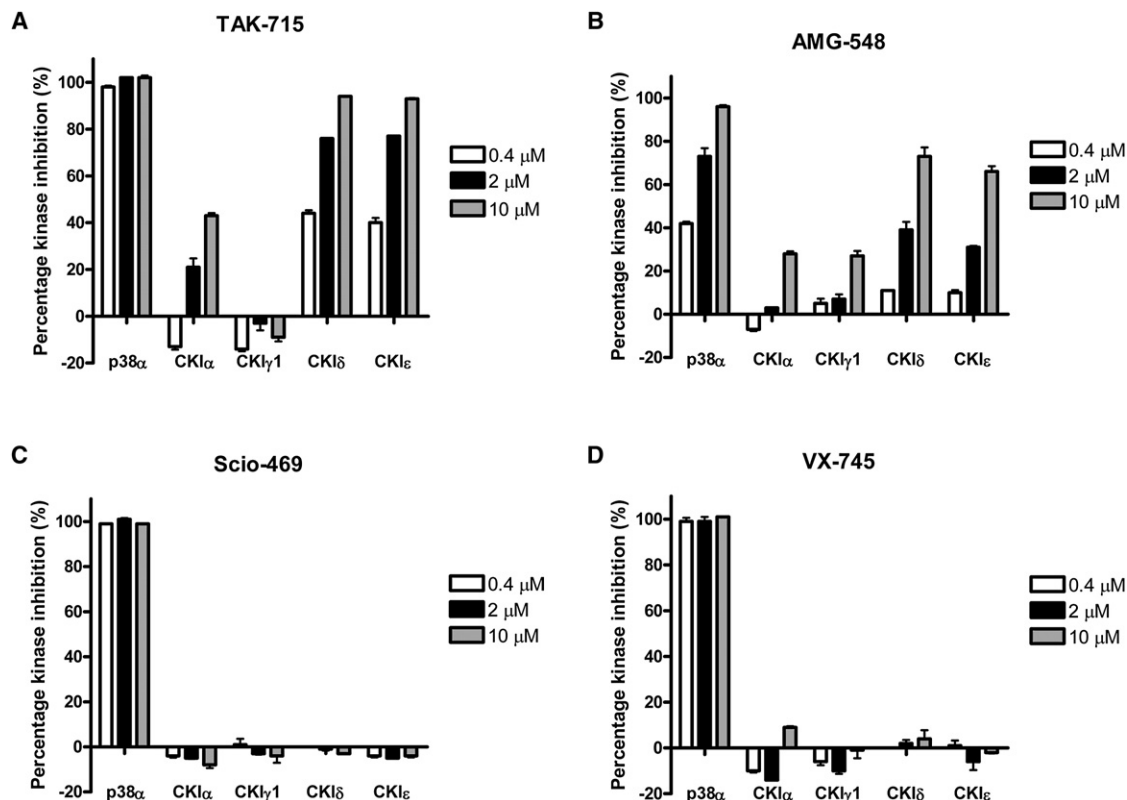 A
TAK-715
Percentage kinase inhibition (%)
100
80
60
40
20
0
-20
p38α CKIα CKIγ1 CKIδ CKIε
0.4 μM
2 μM
10 μM
B
AMG-548
Percentage kinase inhibition (%)
100
80
60
40
20
0
-20
p38α CKIα CKIγ1 CKIδ CKIε
0.4 μM
2 μM
10 μM
C
Scio-469
Percentage kinase inhibition (%)
100
80
60
40
20
0
-20
p38α CKIα CKIγ1 CKIδ CKIε
0.4 μM
2 μM
10 μM
D
VX-745
Percentage kinase inhibition (%)
100
80
60
40
20
0
-20
p38α CKIα CKIγ1 CKIδ CKIε
0.4 μM
2 μM
10 μM